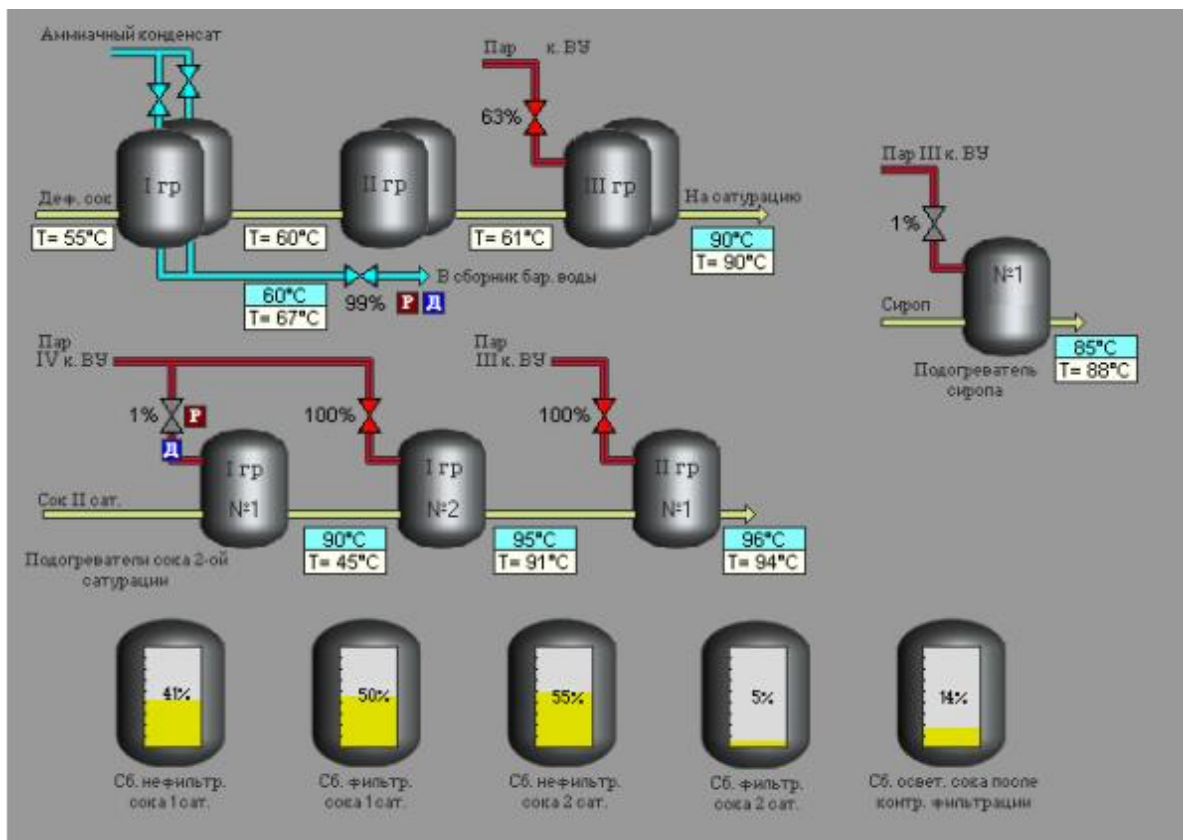 Аммиачный конденсат
Пар к. ВУ
63%
Пар III к. ВУ
1%
I гр
II гр
III гр
Деф. сок
На сатурацию
T= 55°C
T= 60°C
T= 61°C
90°C
T= 90°C
№1
Сироп
85°C
T= 88°C
Подогреватель
сиропа
В сборник бар. воды
60°C
T= 67°C
99%
Р
Д
Пар
IV к. ВУ
Пар
III к. ВУ
1%
Р
Д
100%
100%
I гр
№1
I гр
№2
II гр
№1
Сок II сат.
90°C
T= 45°C
95°C
T= 91°C
96°C
T= 94°C
Подогреватели сока 2-ой
сатурации
41%
50%
55%
5%
14%
Сб. нефильтр.
сока 1 сат.
Сб. фильтр.
сока 1 сат.
Сб. нефильтр.
сока 2 сат.
Сб. фильтр.
сока 2 сат.
Сб. освет. сока после
контр. фильтрации